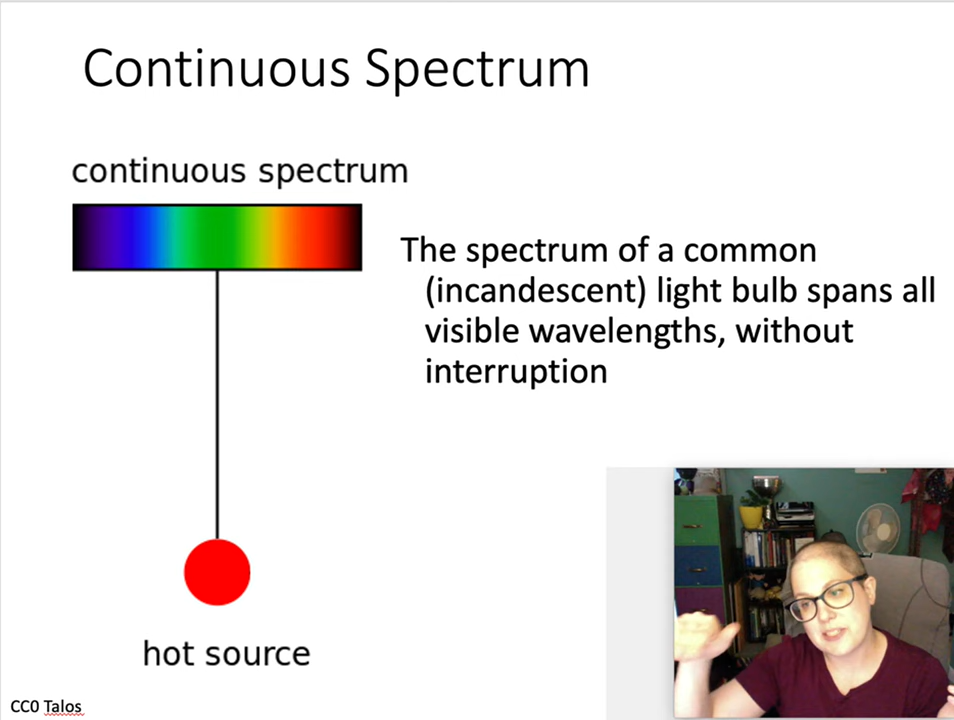 Continuous Spectrum
continuous spectrum
The spectrum of a common
(incandescent) light bulb spans all
visible wavelengths, without
interruption
hot source
CC0 Talos